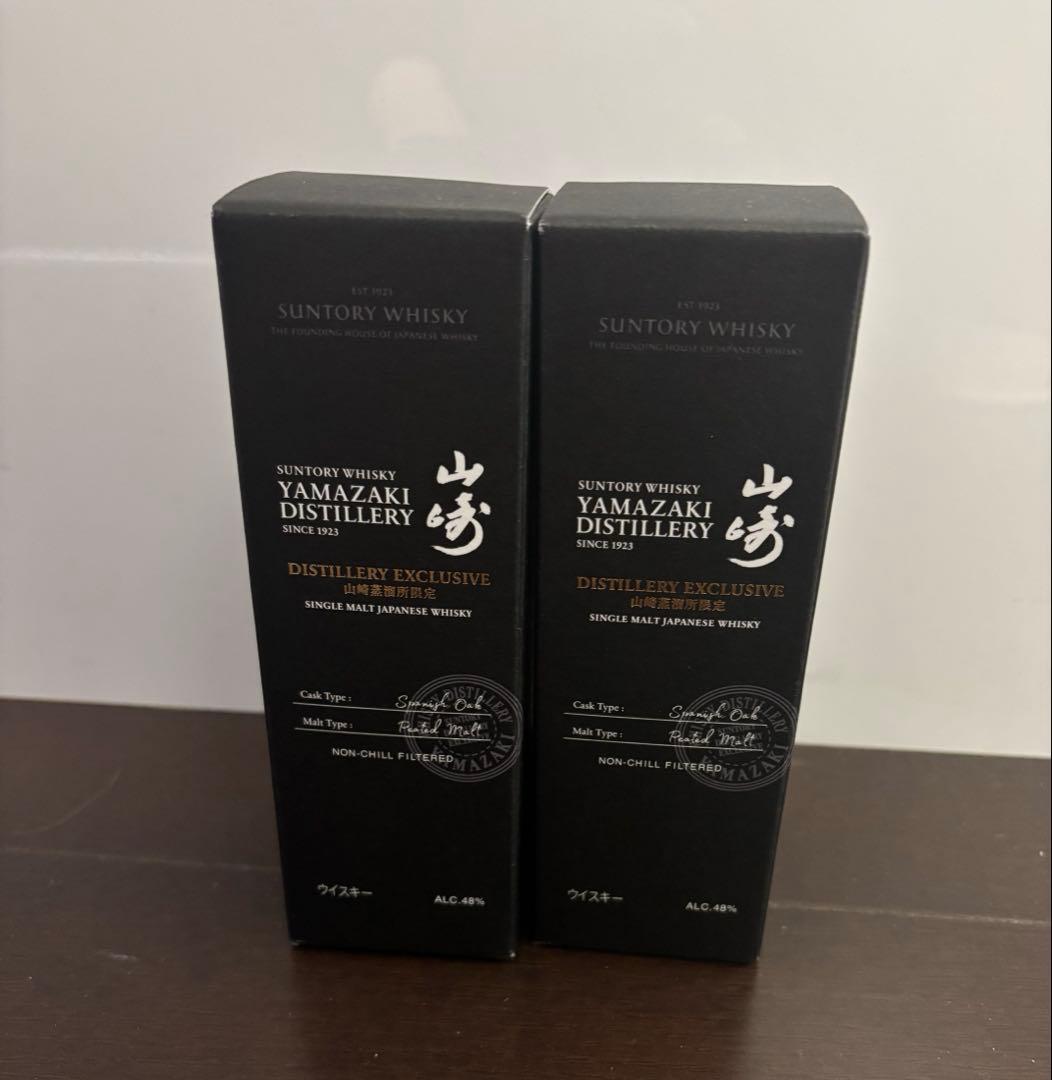 EST 1923
SUNTORY WHISKY
THE FOUNDING HOUSE OF JAPANESE WHISKY
SUNTORY WHISKY
YAMAZAKI
DISTILLERY
SINCE 1923
山崎
DISTILLERY EXCLUSIVE
山崎蒸溜所限定
SINGLE MALT JAPANESE WHISKY
Cask Type : Spanish Oak
Malt Type : Peated Malt
NON-CHILL FILTERED
DISTILLERY
YAMAZAKI
ウイスキー
ALC.48%
EST 1923
SUNTORY WHISKY
THE FOUNDING HOUSE OF JAPANESE WHISKY
SUNTORY WHISKY
YAMAZAKI
DISTILLERY
SINCE 1923
山崎
DISTILLERY EXCLUSIVE
山崎蒸溜所限定
SINGLE MALT JAPANESE WHISKY
Cask Type : Spanish Oak
Malt Type : Peated Malt
NON-CHILL FILTERED
DISTILLERY
YAMAZAKI
ウイスキー
ALC.48%